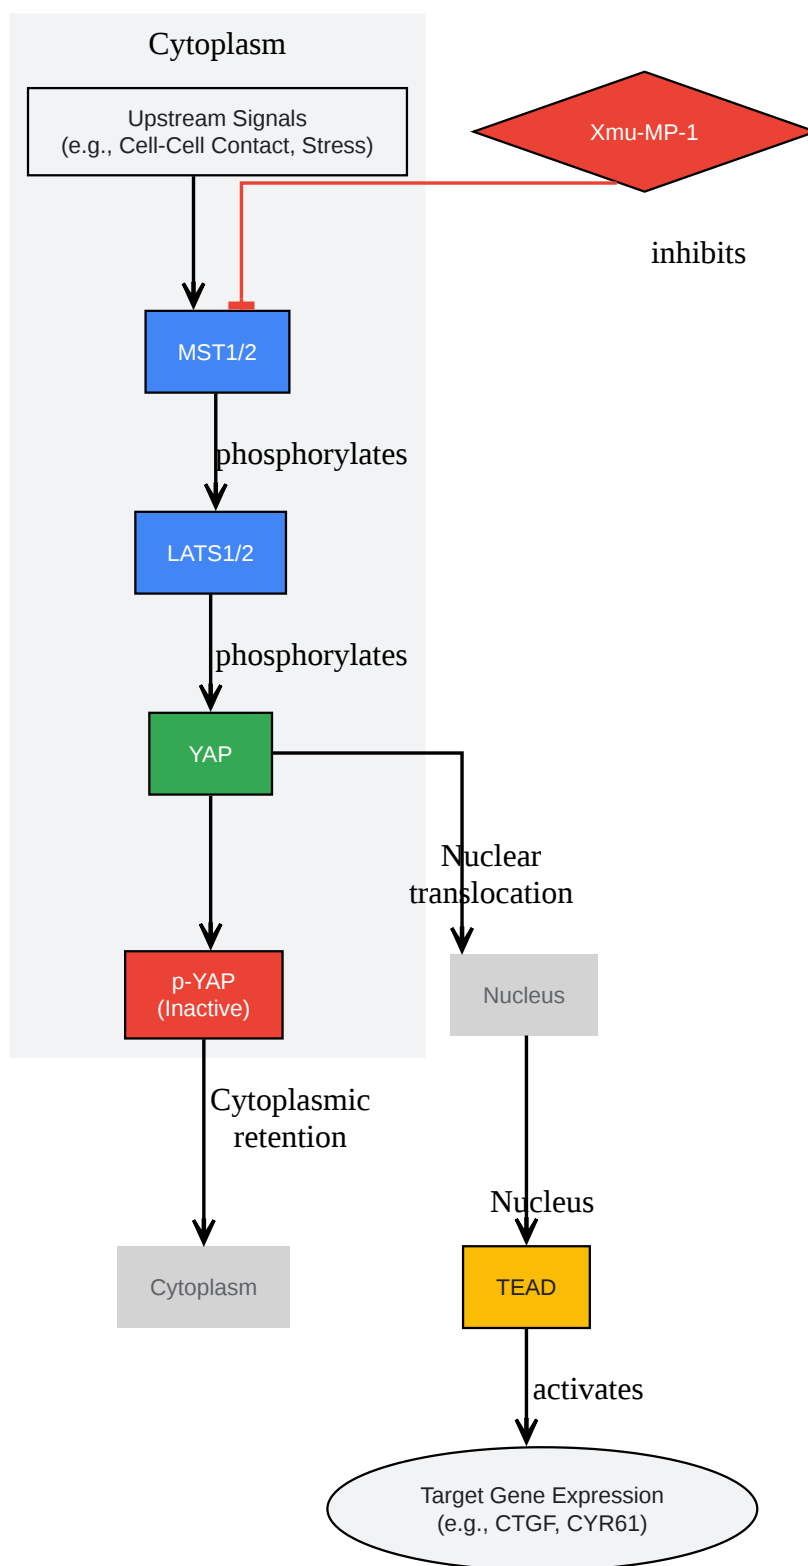 Cytoplasm
Upstream Signals
(e.g., Cell-Cell Contact, Stress)
Xmu-MP-1
inhibits
MST1/2
phosphorylates
LATS1/2
phosphorylates
YAP
Nuclear
translocation
p-YAP
(Inactive)
Nucleus
Cytoplasmic
retention
Nucleus
Cytoplasm
TEAD
activates
Target Gene Expression
(e.g., CTGF, CYR61)